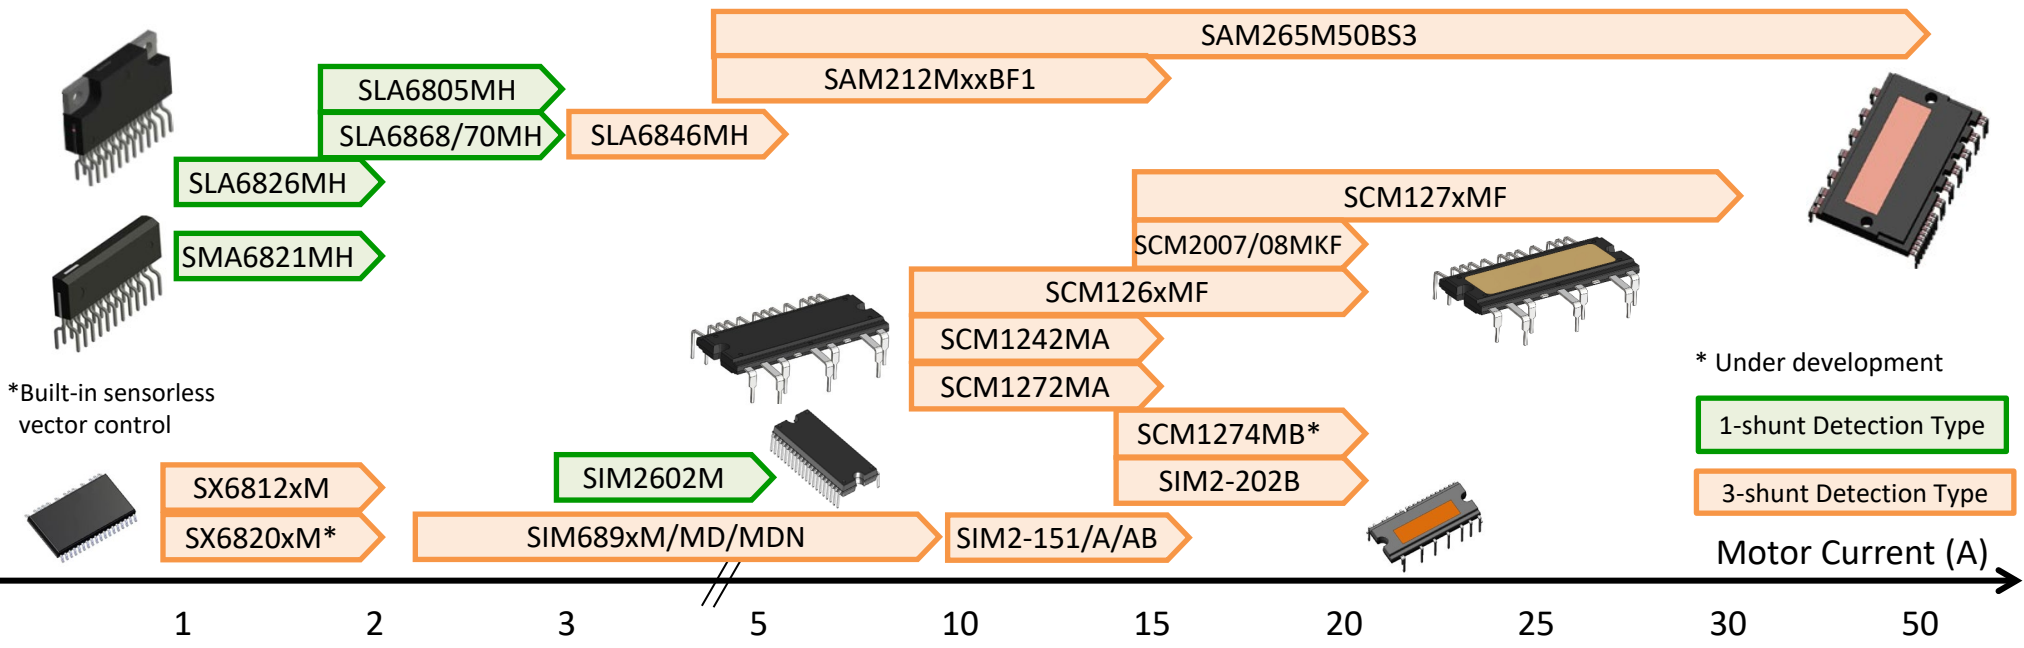 SAM265M50BS3
SAM212MxxBF1
SLA6805MH
SLA6868/70MH
SLA6846MH
SLA6826MH
SCM127xMF
SMA6821MH
SCM2007/08MKF
SCM126xMF
SCM1242MA
SCM1272MA
* Under development
*Built-in sensorless
vector control
1-shunt Detection Type
SCM1274MB*
SIM2602M
SIM2-202B
SX6812xM
3-shunt Detection Type
SX6820xM*
SIM689xM/MD/MDN
SIM2-151/A/AB
Motor Current (A)
1 2 3 5 10 15 20 25 30 50